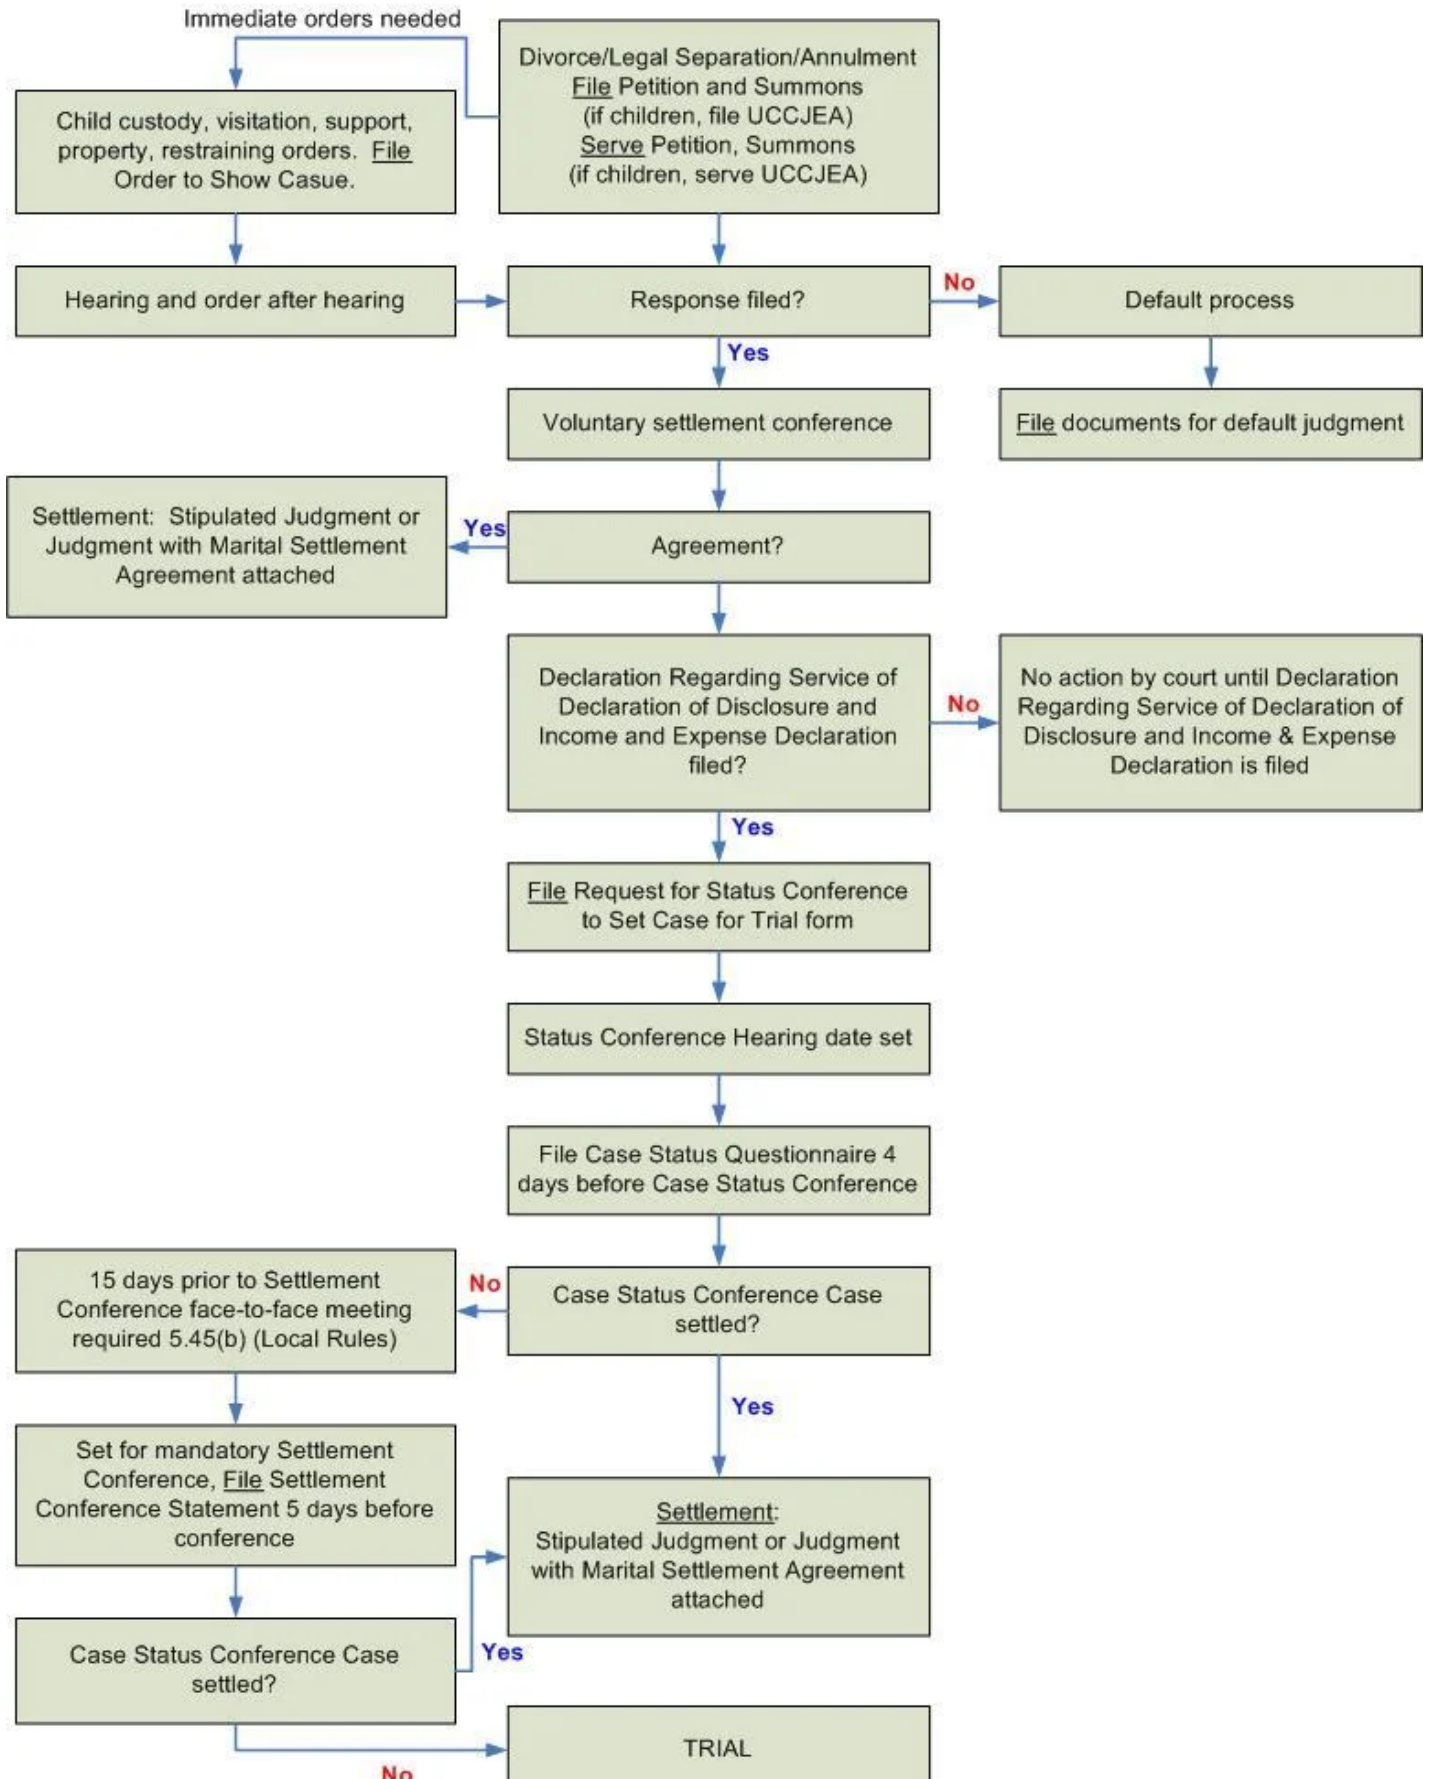 Immediate orders needed
Divorce/Legal Separation/Annulment
File Petition and Summons
(if children, file UCCJEA)
Serve Petition, Summons
(if children, serve UCCJEA)
Child custody, visitation, support,
property, restraining orders. File
Order to Show Casue.
Hearing and order after hearing
Response filed?
No
Default process
Yes
Voluntary settlement conference
File documents for default judgment
Settlement: Stipulated Judgment or
Judgment with Marital Settlement
Agreement attached
Yes
Agreement?
Declaration Regarding Service of
Declaration of Disclosure and
Income and Expense Declaration
filed?
No
No action by court until Declaration
Regarding Service of Declaration of
Disclosure and Income & Expense
Declaration is filed
Yes
File Request for Status Conference
to Set Case for Trial form
Status Conference Hearing date set
File Case Status Questionnaire 4
days before Case Status Conference
15 days prior to Settlement
Conference face-to-face meeting
required 5.45(b) (Local Rules)
No
Case Status Conference Case
settled?
Yes
Set for mandatory Settlement
Conference, File Settlement
Conference Statement 5 days before
conference
Settlement:
Stipulated Judgment or Judgment
with Marital Settlement Agreement
attached
Case Status Conference Case
settled?
Yes
No
TRIAL